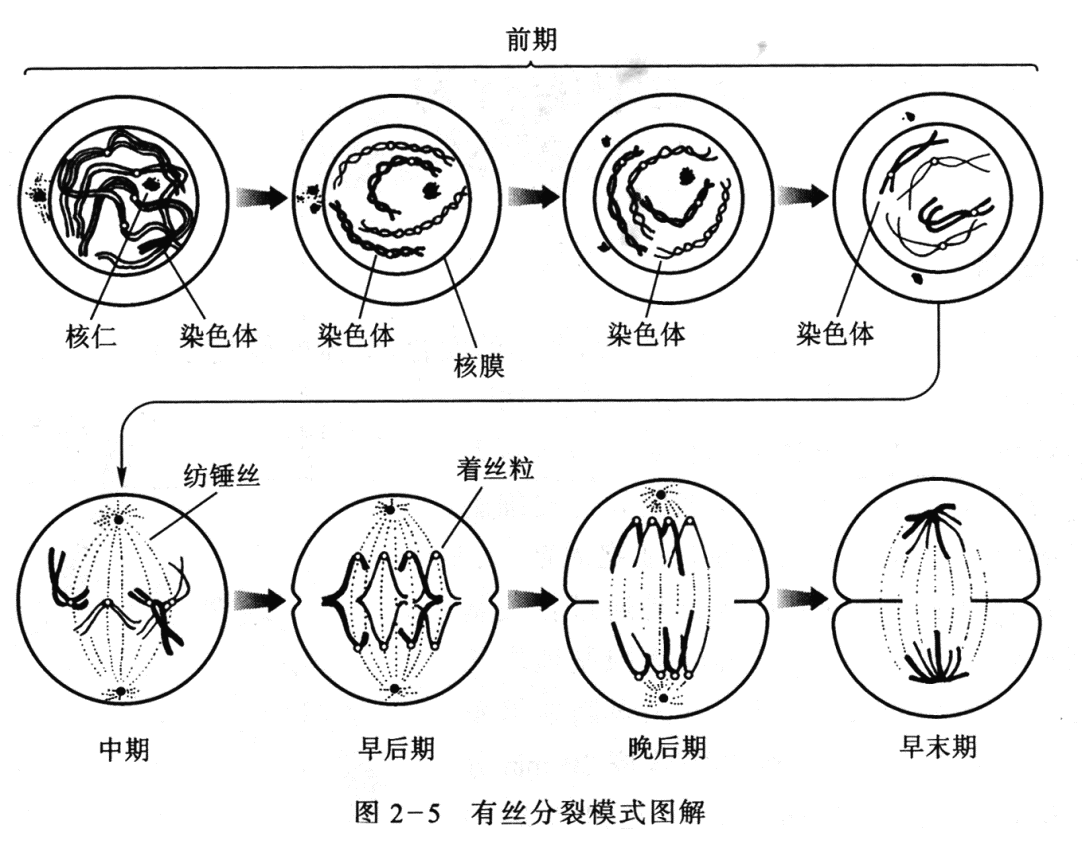 前期
核仁
染色体
染色体
核膜
染色体
染色体
纺锤丝
着丝粒
中期
早后期
晚后期
早末期
图 2-5 有丝分裂模式图解